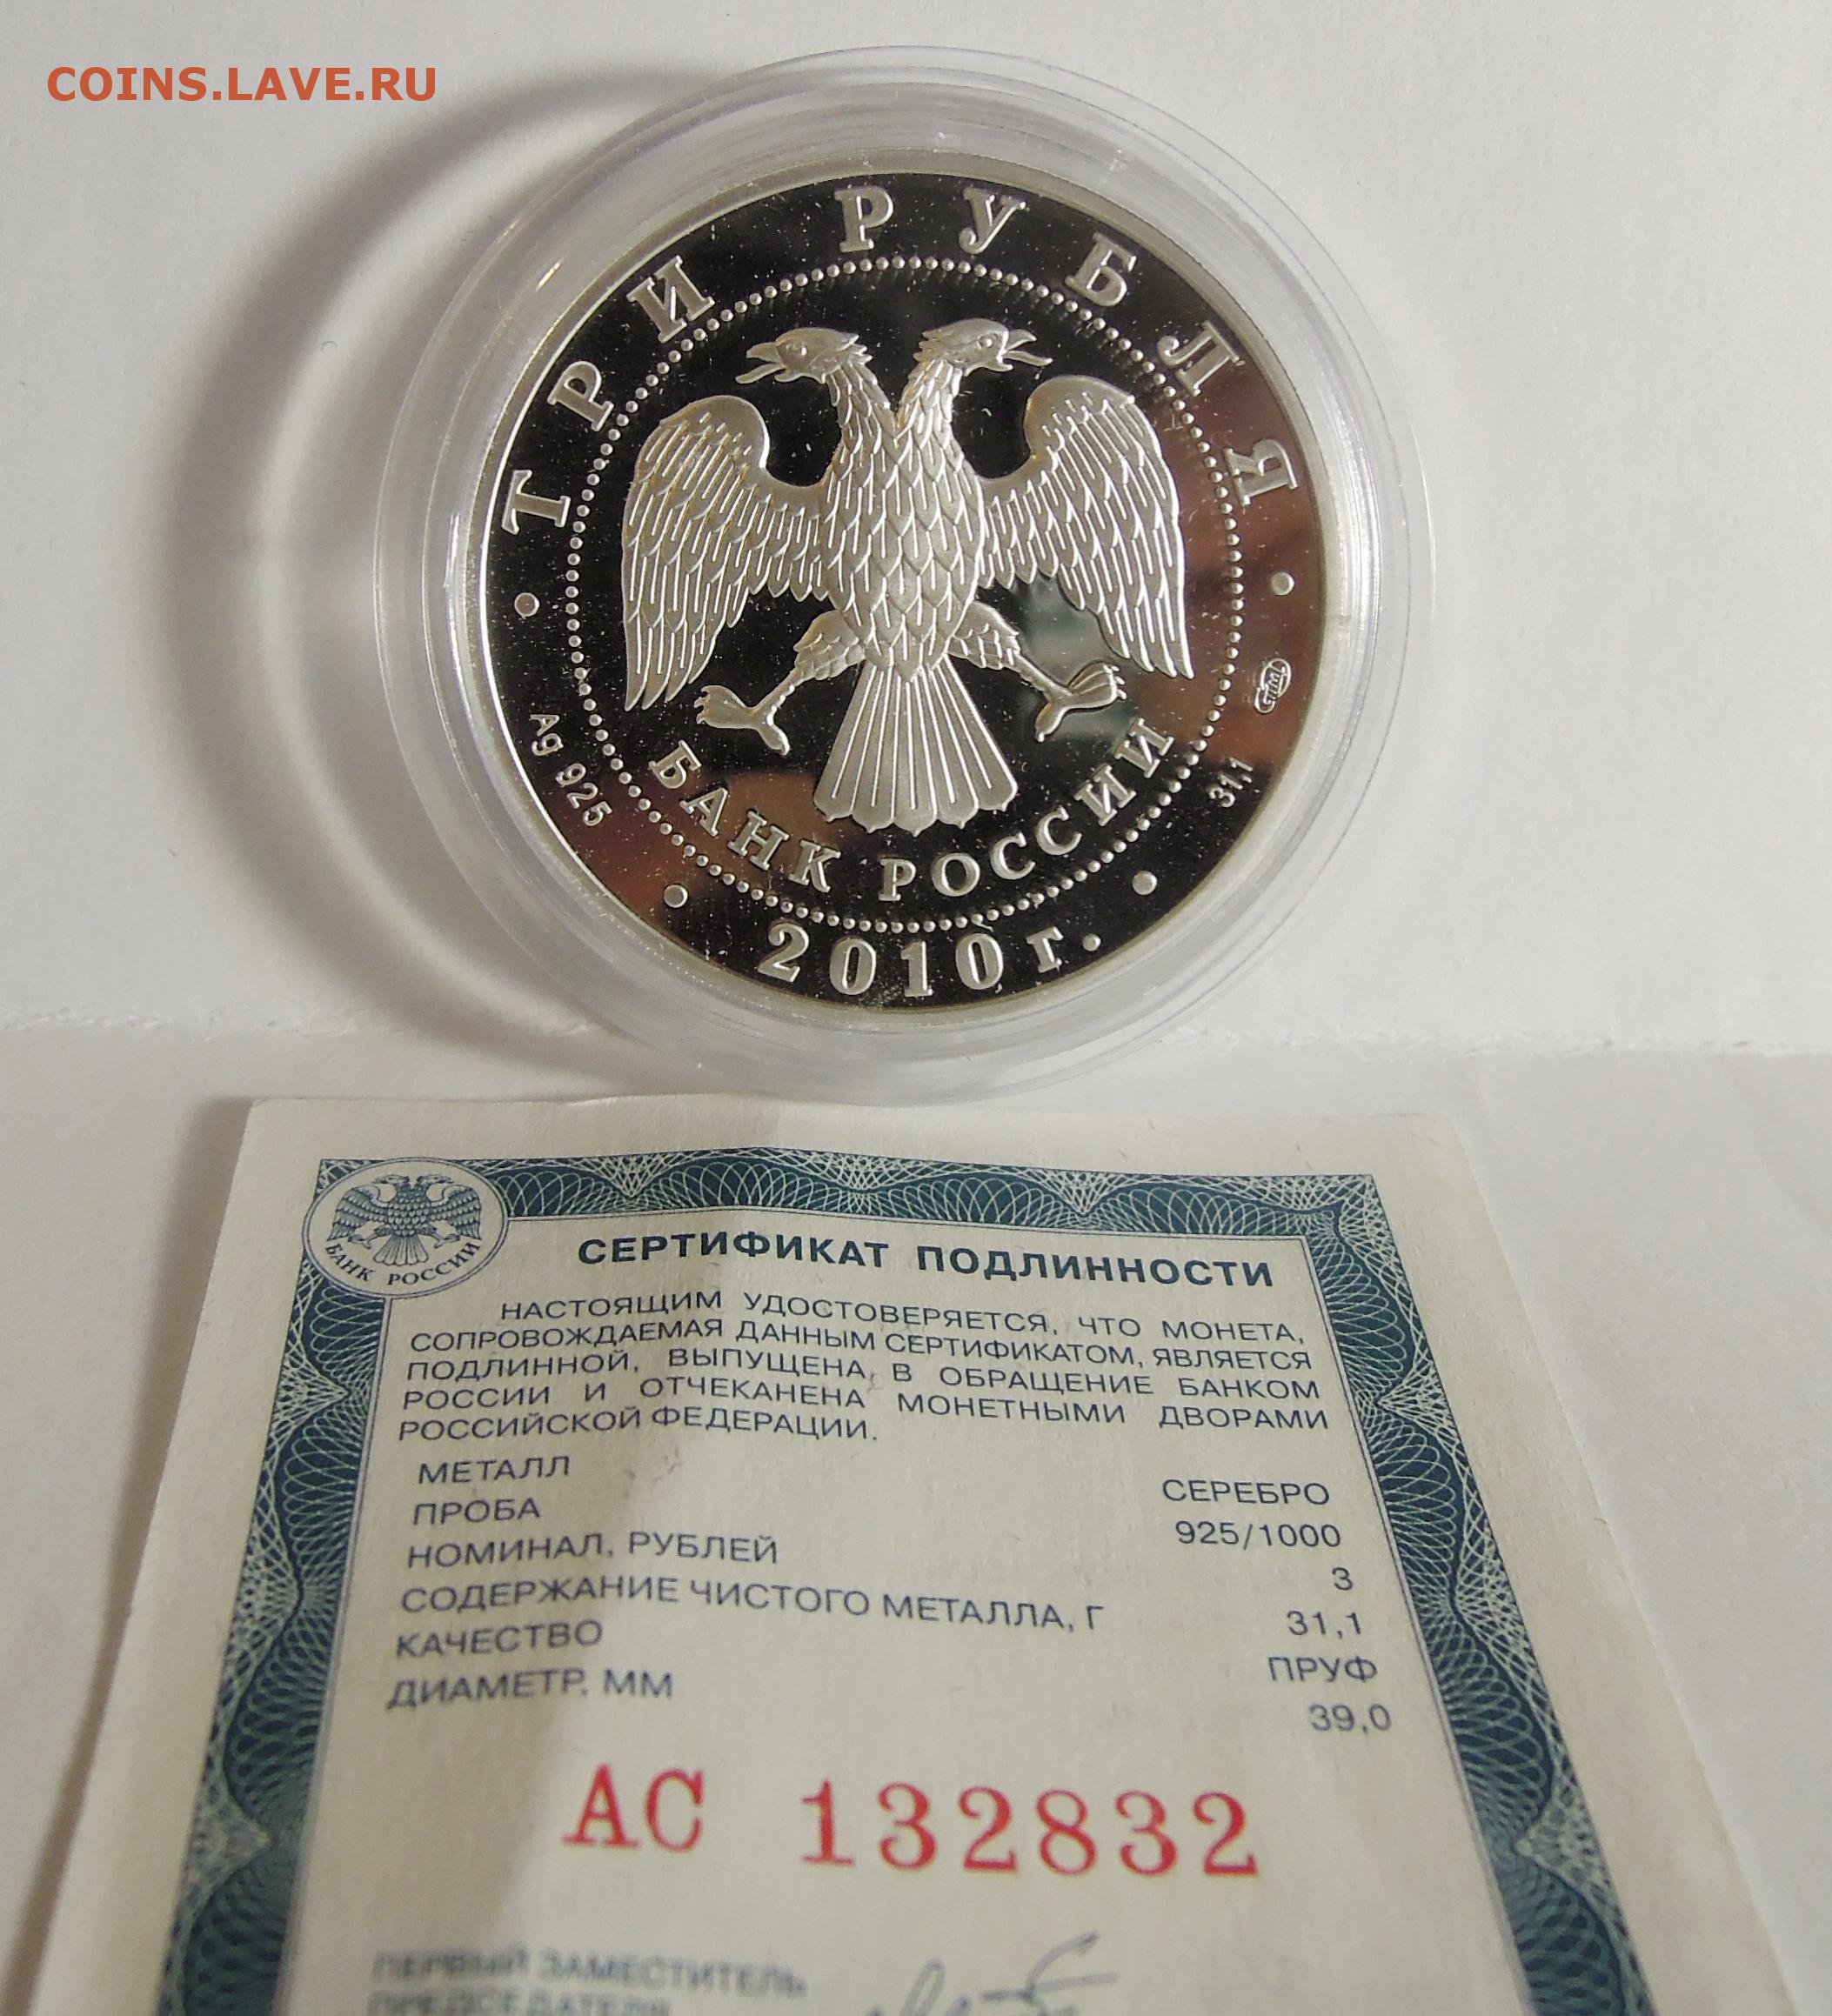 COINS.LAVE.RU
ТРИ РУБЛЯ
Ag 925
31,1
СПМД
БАНК РОССИИ
2010 г.
БАНК РОССИИ
СЕРТИФИКАТ ПОДЛИННОСТИ
НАСТОЯЩИМ УДОСТОВЕРЯЕТСЯ, ЧТО МОНЕТА,
СОПРОВОЖДАЕМАЯ ДАННЫМ СЕРТИФИКАТОМ, ЯВЛЯЕТСЯ
ПОДЛИННОЙ, ВЫПУЩЕНА В ОБРАЩЕНИЕ БАНКОМ
РОССИИ И ОТЧЕКАНЕНА МОНЕТНЫМИ ДВОРАМИ
РОССИЙСКОЙ ФЕДЕРАЦИИ.
МЕТАЛЛ СЕРЕБРО
ПРОБА 925/1000
НОМИНАЛ, РУБЛЕЙ 3
СОДЕРЖАНИЕ ЧИСТОГО МЕТАЛЛА, Г 31,1
КАЧЕСТВО ПРУФ
ДИАМЕТР, ММ 39,0
АС 132832
ПЕРВЫЙ ЗАМЕСТИТЕЛЬ
ПРЕДСЕДАТЕЛЯ